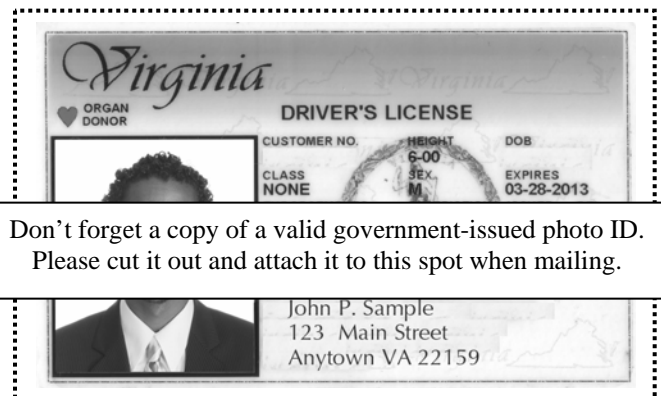 Virginia
ORGAN
DONOR
DRIVER'S LICENSE
CUSTOMER NO.
HEIGHT
6-00
DOB
CLASS
NONE
SEX
M
EXPIRES
03-28-2013
Don’t forget a copy of a valid government-issued photo ID.
Please cut it out and attach it to this spot when mailing.
John P. Sample
123 Main Street
Anytown VA 22159